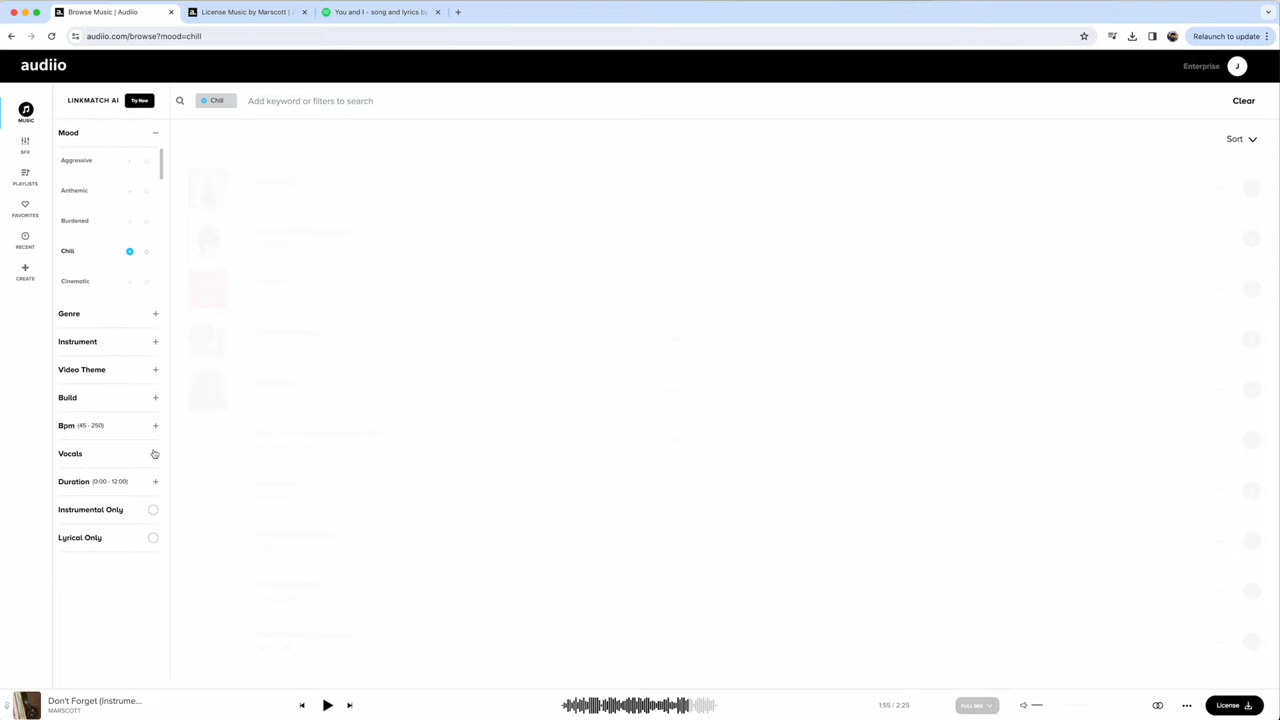 Browse Music | Audiio
License Music by Marscott | A
You and I - song and lyrics by
audiio.com/browse?mood=chill
Relaunch to update
audiio
Enterprise
J
LINKMATCH AI
Try Now
Chill
Add keyword or filters to search
Clear
MUSIC
SFX
PLAYLISTS
FAVORITES
RECENT
CREATE
Sort
Mood
Aggressive
Anthemic
Burdened
Chill
Cinematic
Genre
Instrument
Video Theme
Build
Bpm (45 - 250)
Vocals
Duration (0:00 - 12:00)
Instrumental Only
Lyrical Only
Don't Forget (Instrume...
MARSCOTT
1:55 / 2:25
FULL MIX
License